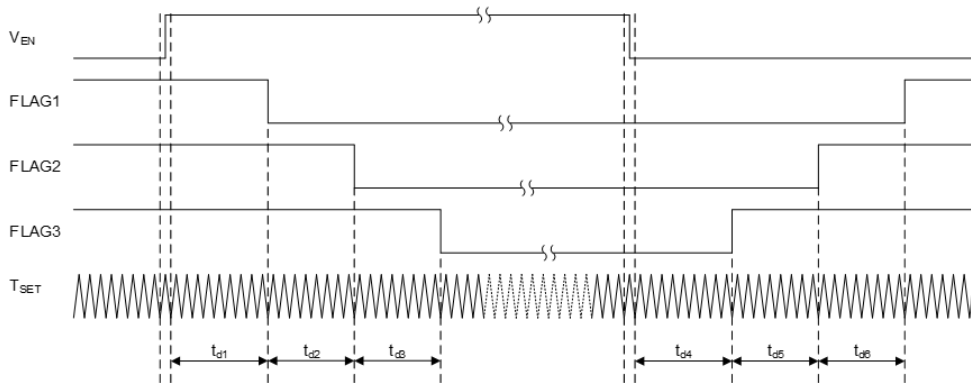 VEN
FLAG1
FLAG2
FLAG3
TSET
td1 td2 td3 td4 td5 td6